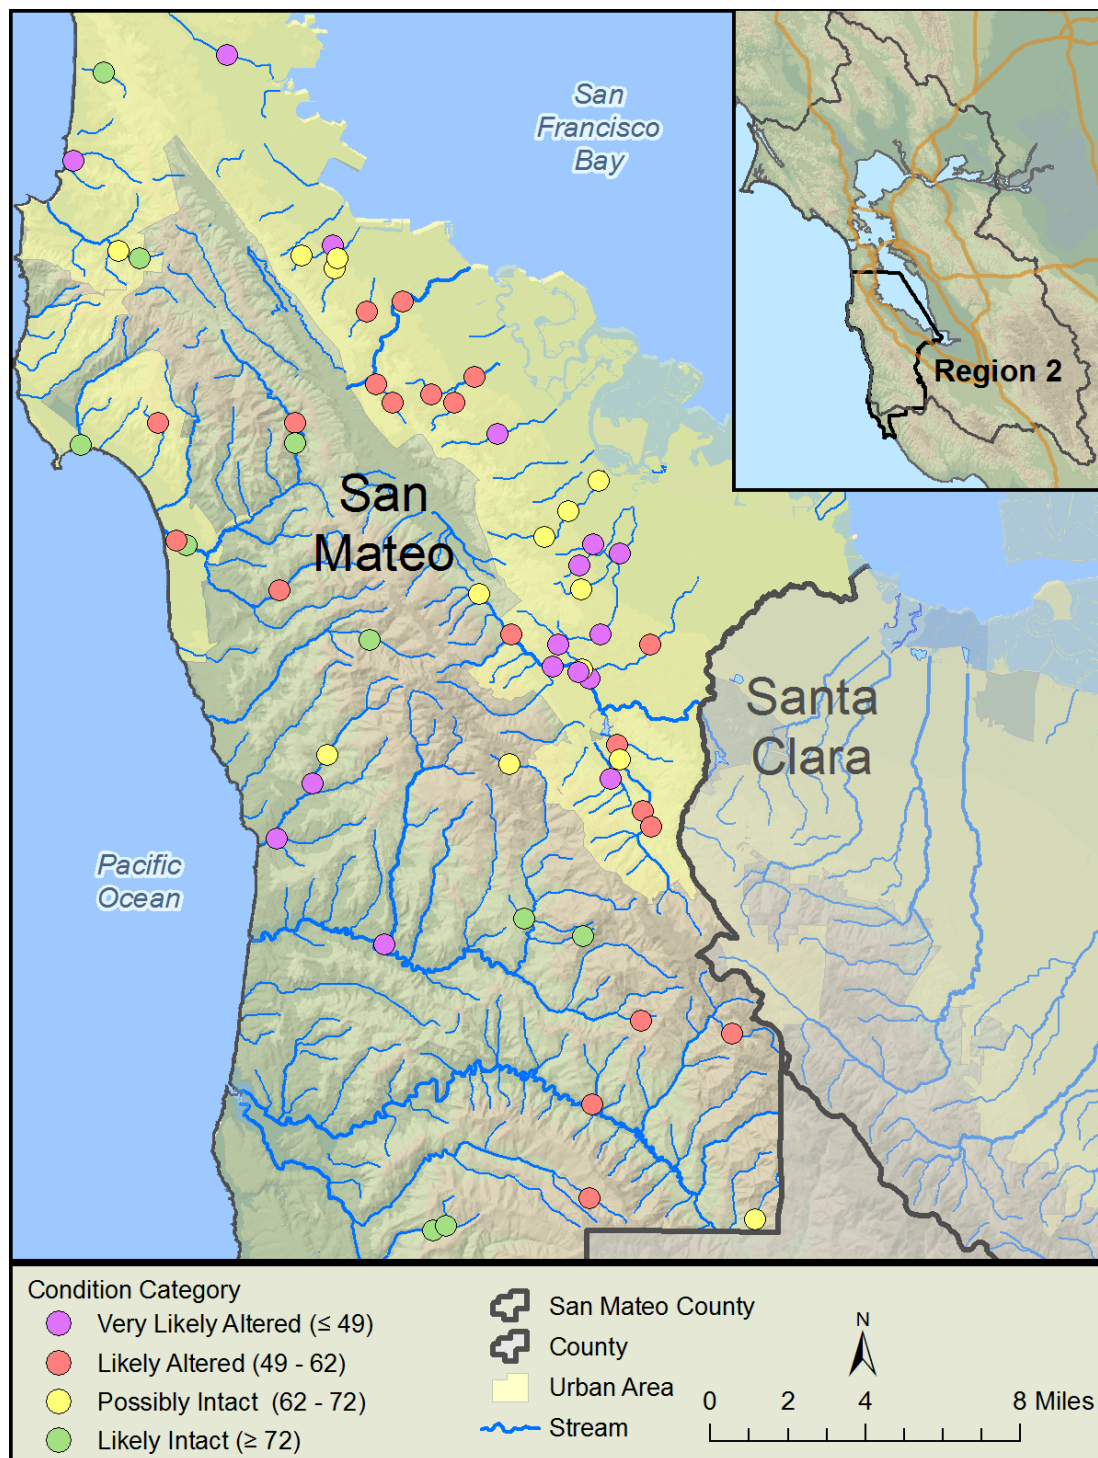 San
Francisco
Bay
Region 2
San
Mateo
Santa
Clara
Pacific
Ocean
Condition Category
Very Likely Altered (≤ 49)
Likely Altered (49 - 62)
Possibly Intact (62 - 72)
Likely Intact (≥ 72)
San Mateo County
County
Urban Area
Stream
N
0 2 4 8 Miles